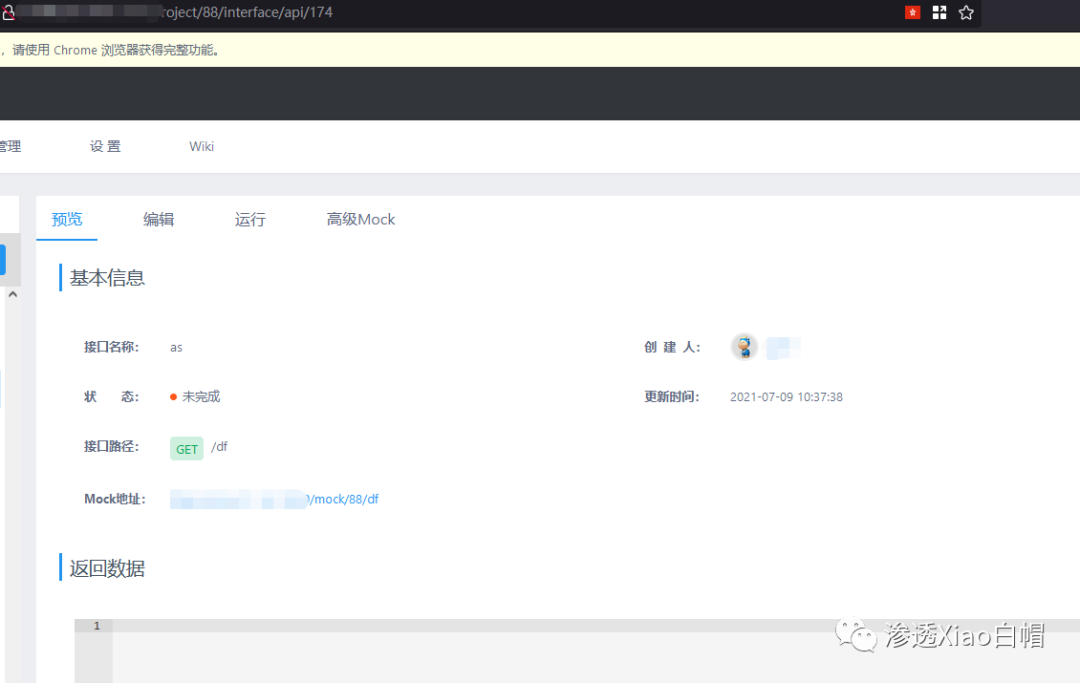 roject/88/interface/api/174
，请使用 Chrome 浏览器获得完整功能。
管理 设 置 Wiki
预览 编辑 运行 高级Mock
基本信息
接口名称： as 创 建 人：
状 态： 未完成 更新时间： 2021-07-09 10:37:38
接口路径： GET /df
Mock地址： /mock/88/df
返回数据
1
渗透Xiao白帽